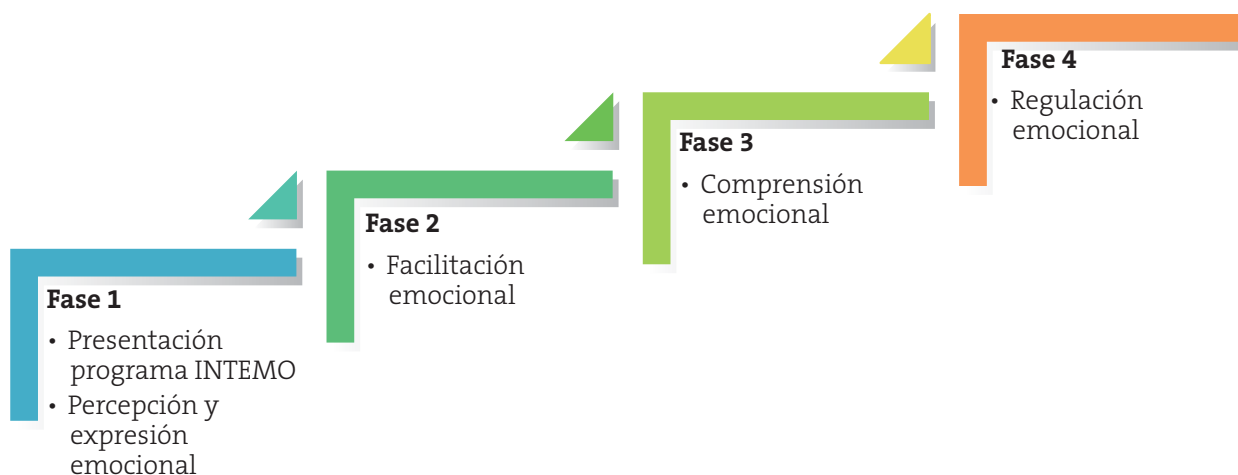 Fase 1
• Presentación
programa INTEMO
• Percepción y
expresión
emocional
Fase 2
• Facilitación
emocional
Fase 3
• Comprensión
emocional
Fase 4
• Regulación
emocional